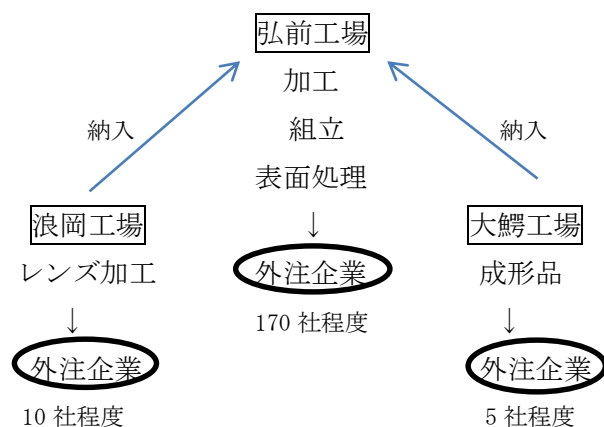 弘前工場
加工
納入
組立
納入
表面処理
浪岡工場
↓
大鰐工場
レンズ加工
外注企業
成形品
↓
170 社程度
↓
外注企業
外注企業
10 社程度
5 社程度